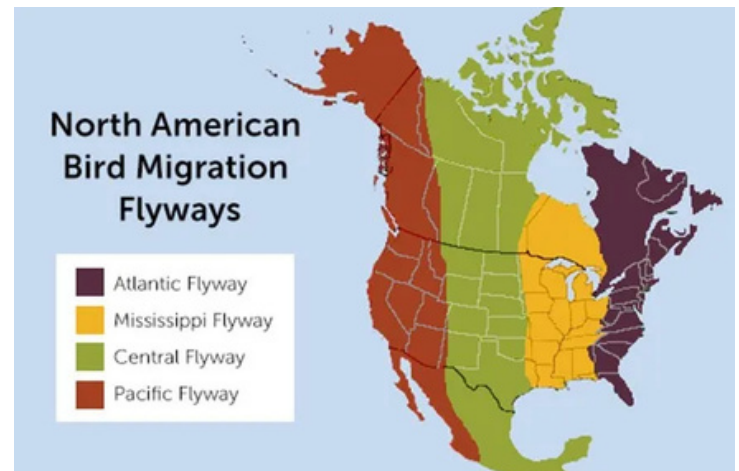 North American
Bird Migration
Flyways
Atlantic Flyway
Mississippi Flyway
Central Flyway
Pacific Flyway